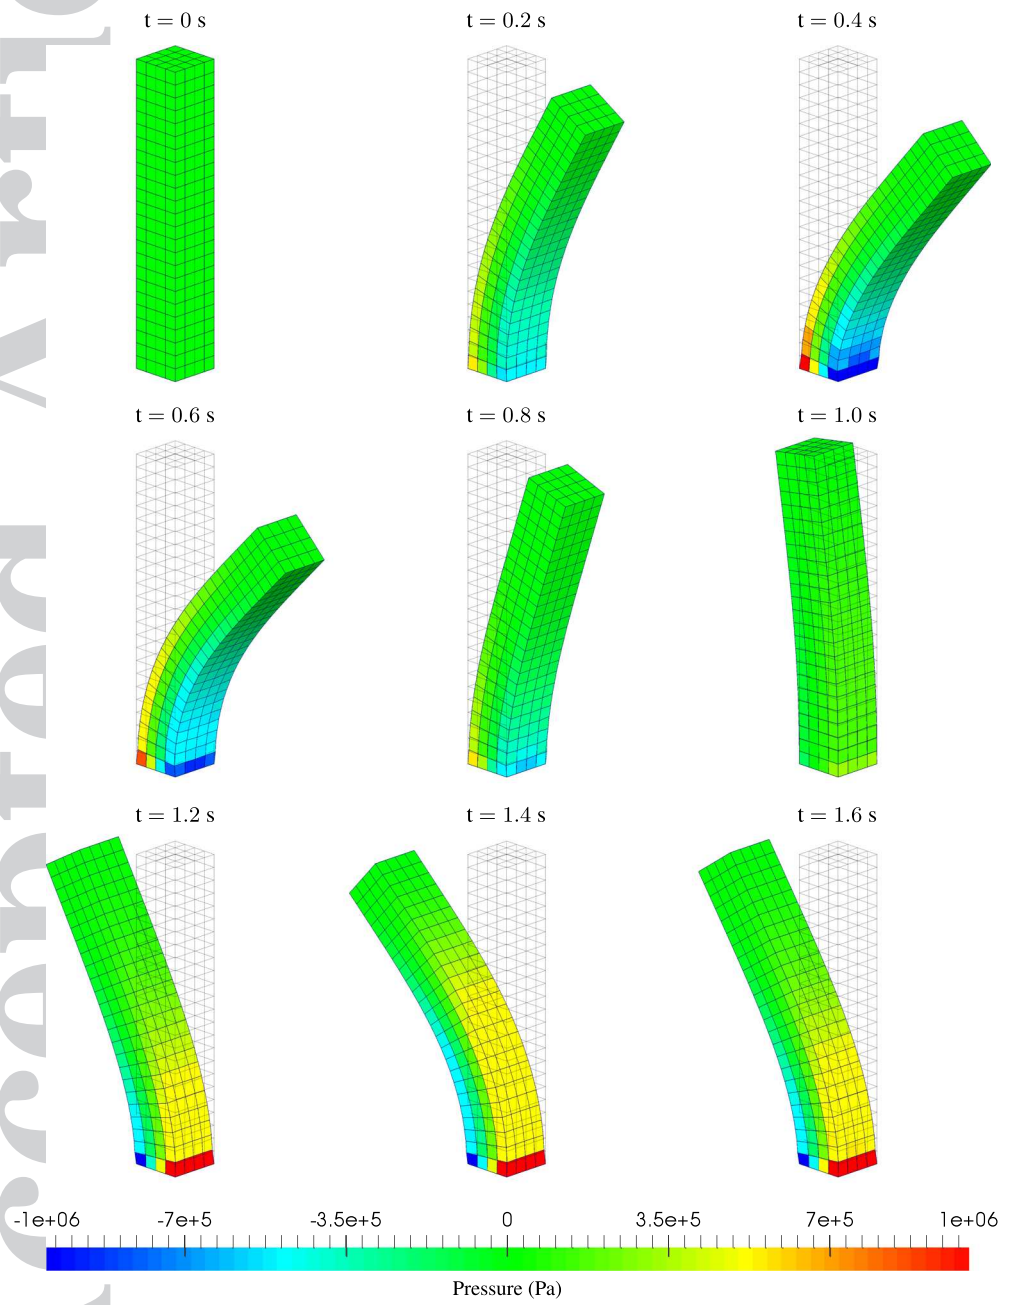 t = 0 s
t = 0.2 s
t = 0.4 s
t = 0.6 s
t = 0.8 s
t = 1.0 s
t = 1.2 s
t = 1.4 s
t = 1.6 s
-1e+06 -7e+5 -3.5e+5 0 3.5e+5 7e+5 1e+06
Pressure (Pa)